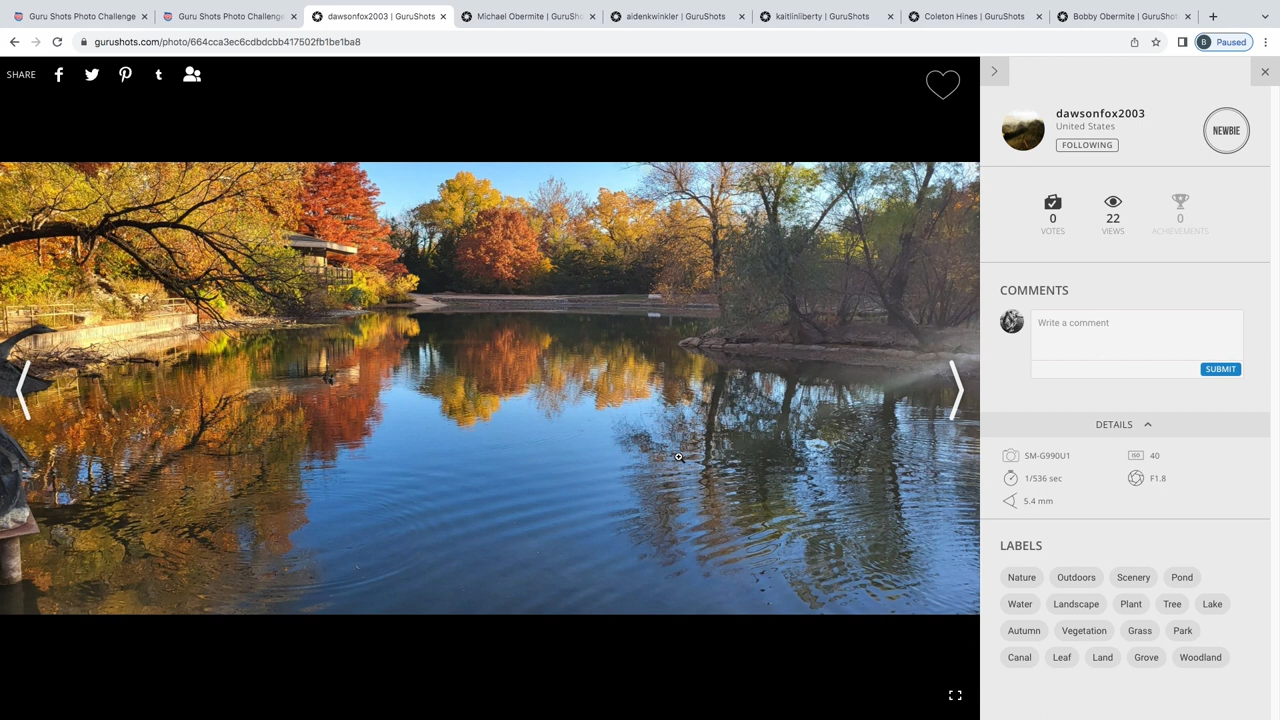 Guru Shots Photo Challenge
Guru Shots Photo Challenge
dawsonfox2003 | GuruShots
Michael Obermite | GuruSh
aidenkwinkler | GuruShots
kaitlinliberty | GuruShots
Coleton Hines | GuruShots
Bobby Obermite | GuruShot
gurushots.com/photo/664cca3ec6cdbdcbb417502fb1be1ba8
B
Paused
SHARE
dawsonfox2003
United States
FOLLOWING
NEWBIE
0
22
0
VOTES
VIEWS
ACHIEVEMENTS
COMMENTS
Write a comment
SUBMIT
DETAILS
SM-G990U1
ISO
40
1/536 sec
F1.8
5.4 mm
LABELS
Nature
Outdoors
Scenery
Pond
Water
Landscape
Plant
Tree
Lake
Autumn
Vegetation
Grass
Park
Canal
Leaf
Land
Grove
Woodland